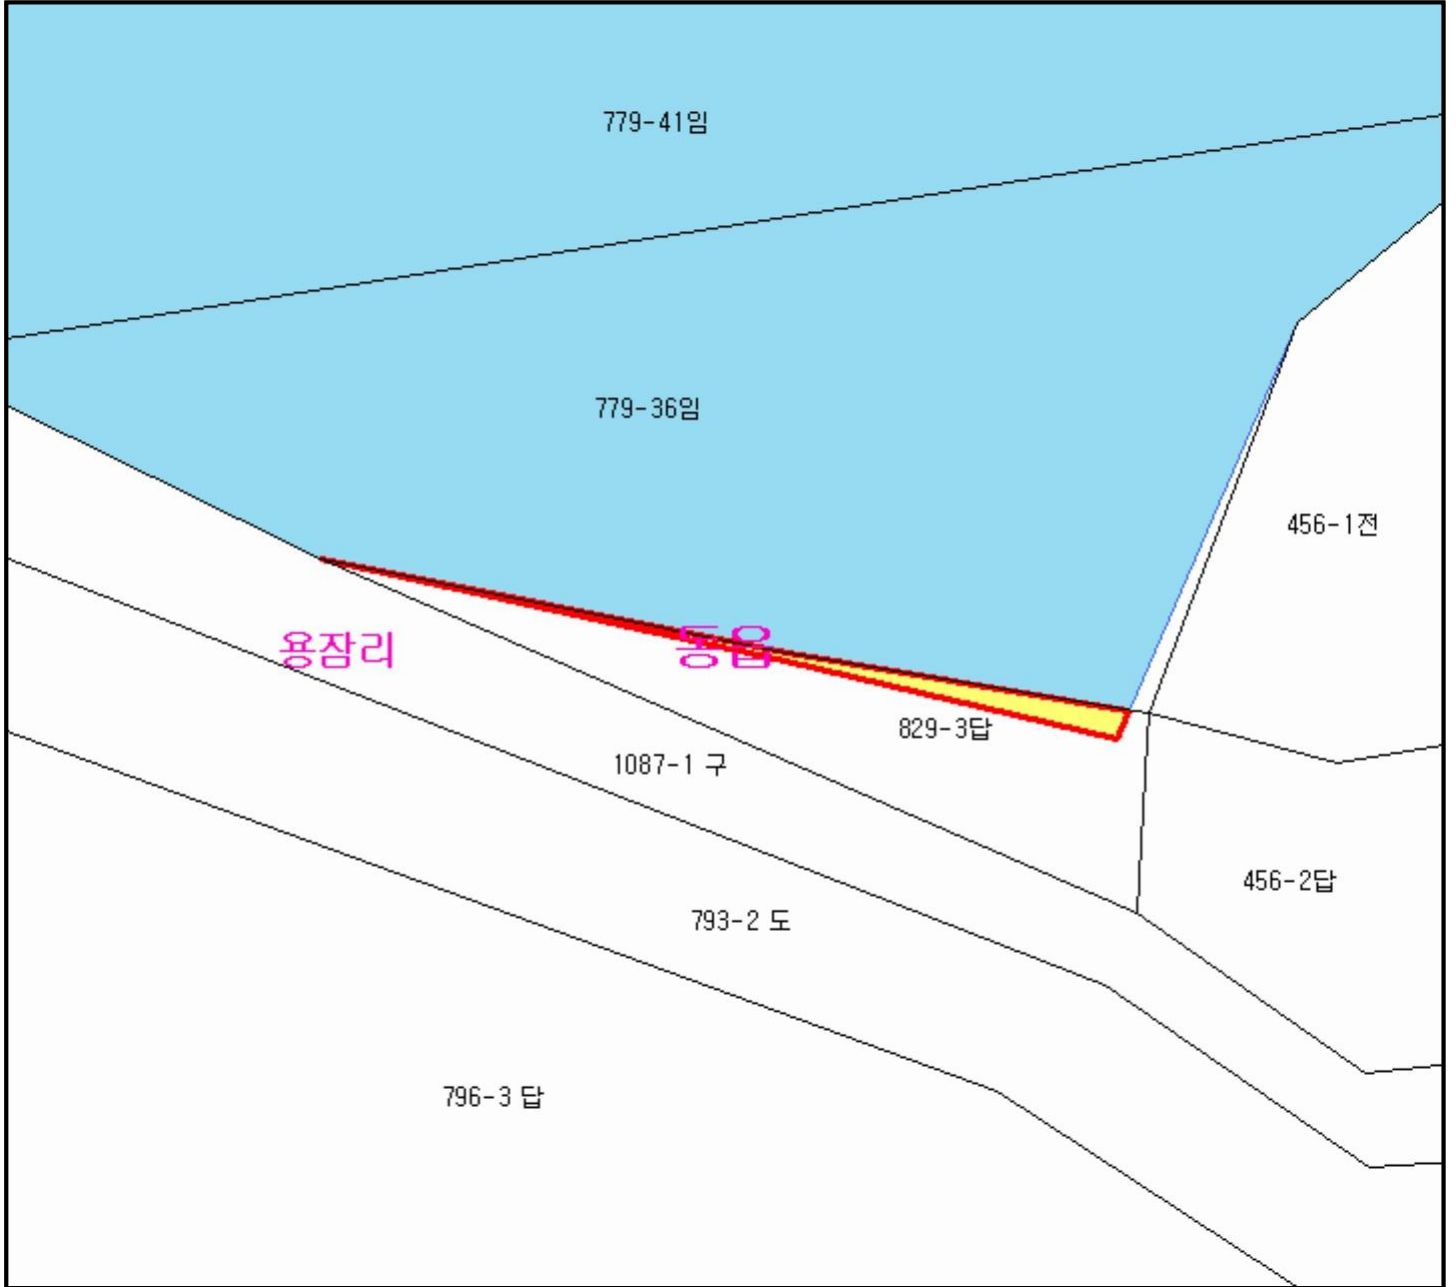 779-41임
779-36임
456-1전
용잠리
동읍
829-3답
1087-1 구
456-2답
793-2 도
796-3 답